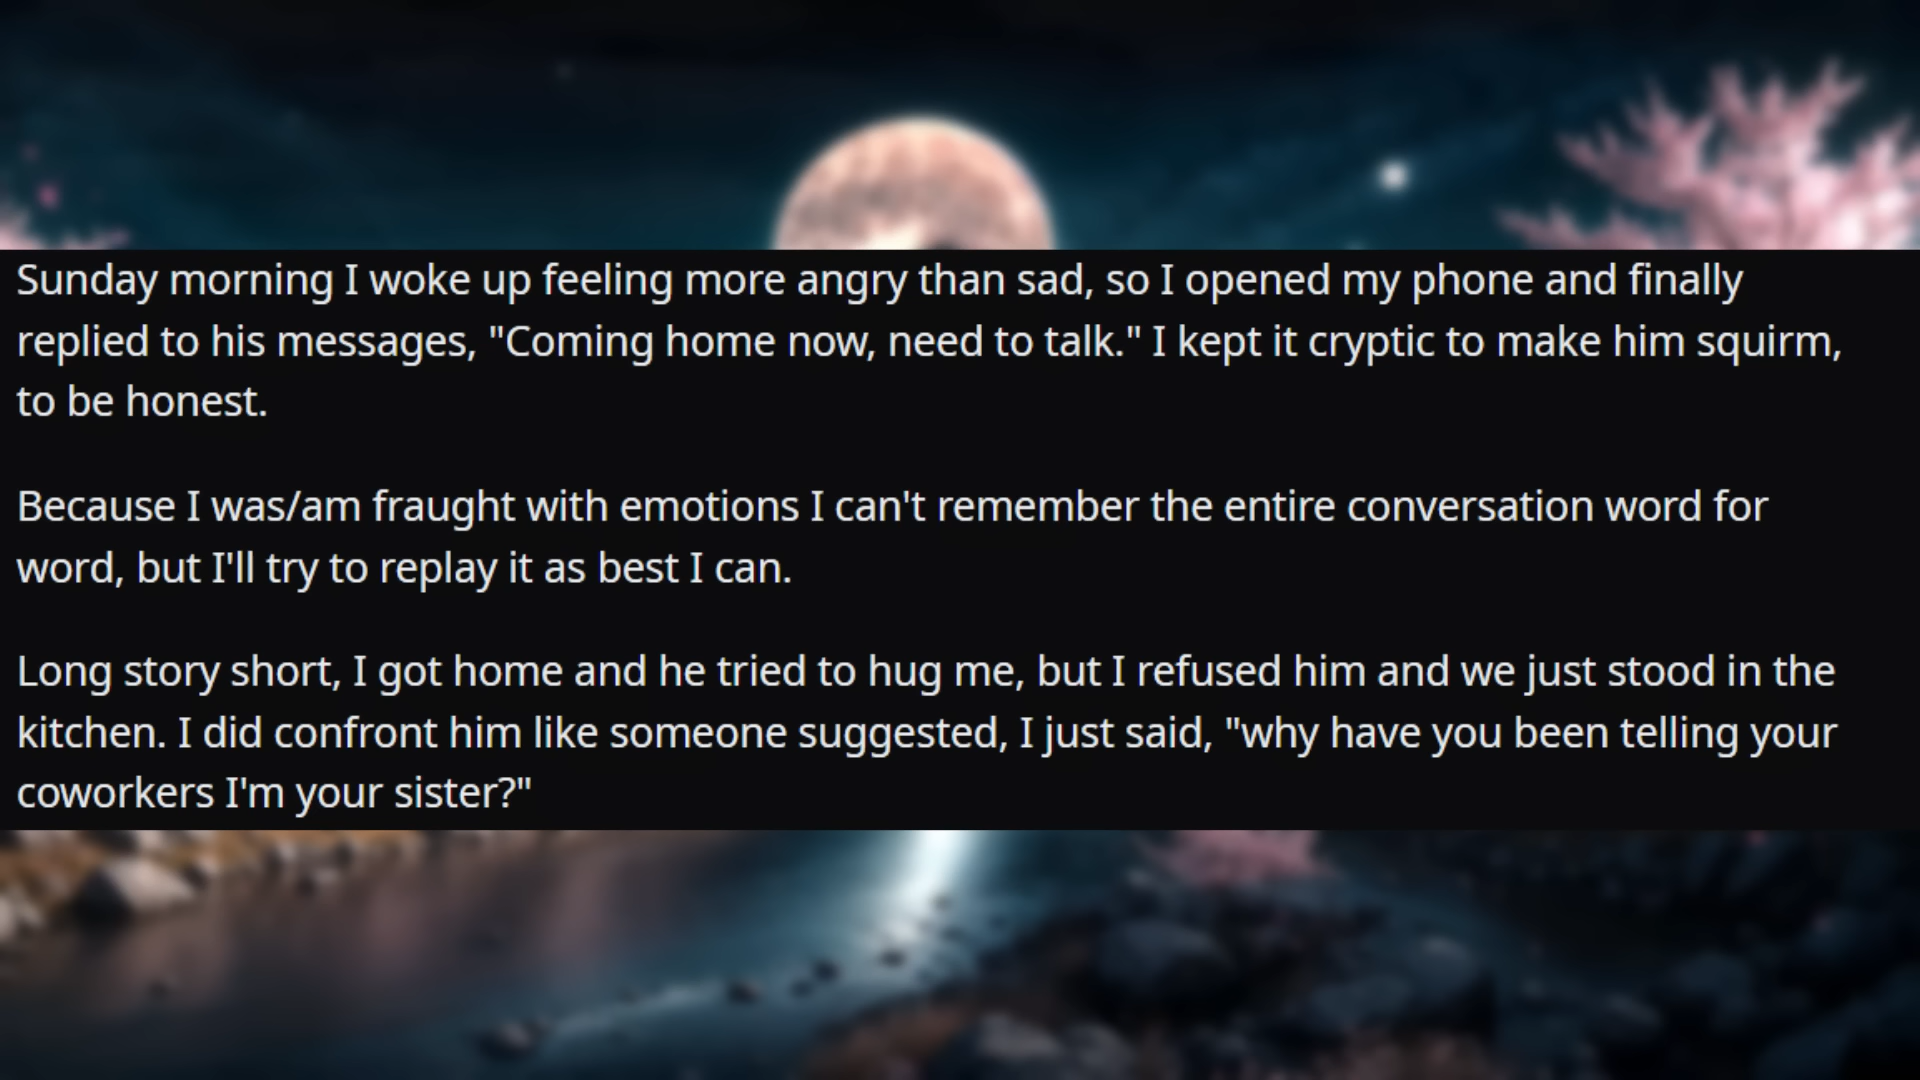 Sunday morning I woke up feeling more angry than sad, so I opened my phone and finally
replied to his messages, "Coming home now, need to talk." I kept it cryptic to make him squirm,
to be honest.
Because I was/am fraught with emotions I can't remember the entire conversation word for
word, but I'll try to replay it as best I can.
Long story short, I got home and he tried to hug me, but I refused him and we just stood in the
kitchen. I did confront him like someone suggested, I just said, "why have you been telling your
coworkers I'm your sister?"